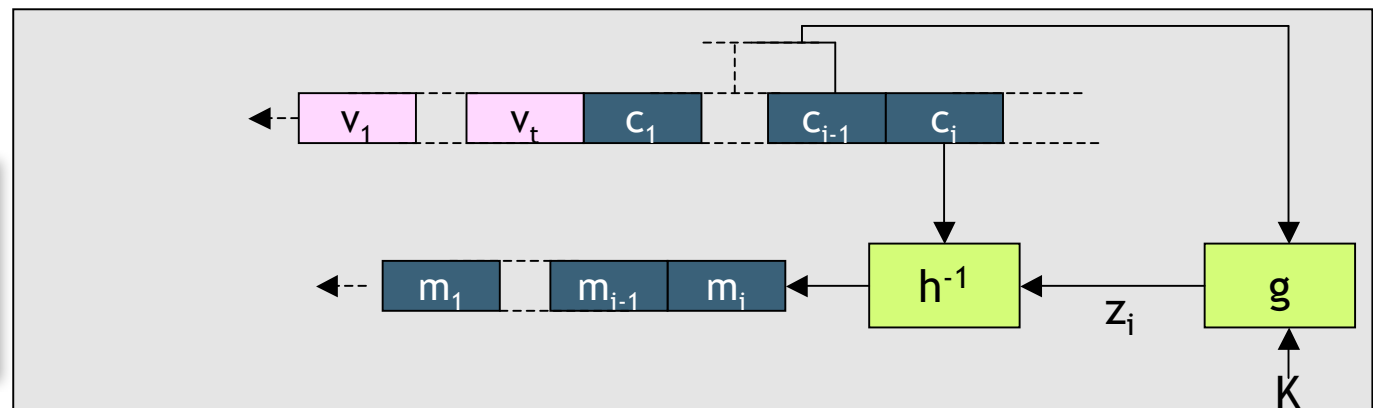 v₁ vₜ c₁ cᵢ₋₁ cᵢ
m₁ mᵢ₋₁ mᵢ h⁻¹ zᵢ g
K